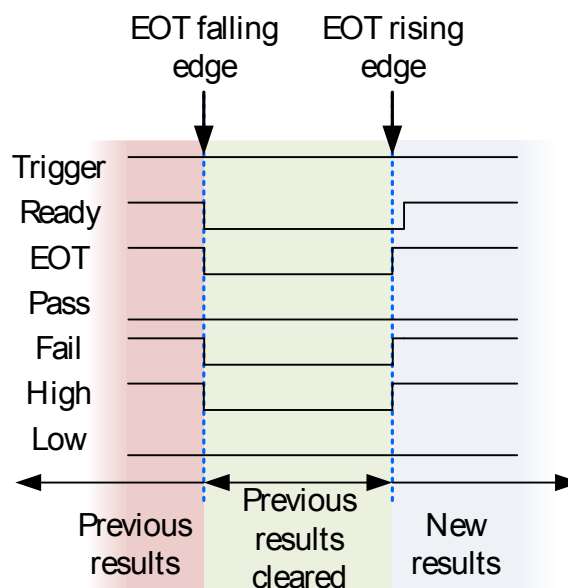 EOT falling
edge
EOT rising
edge
Trigger
Ready
EOT
Pass
Fail
High
Low
Previous
results
Previous
results
cleared
New
results